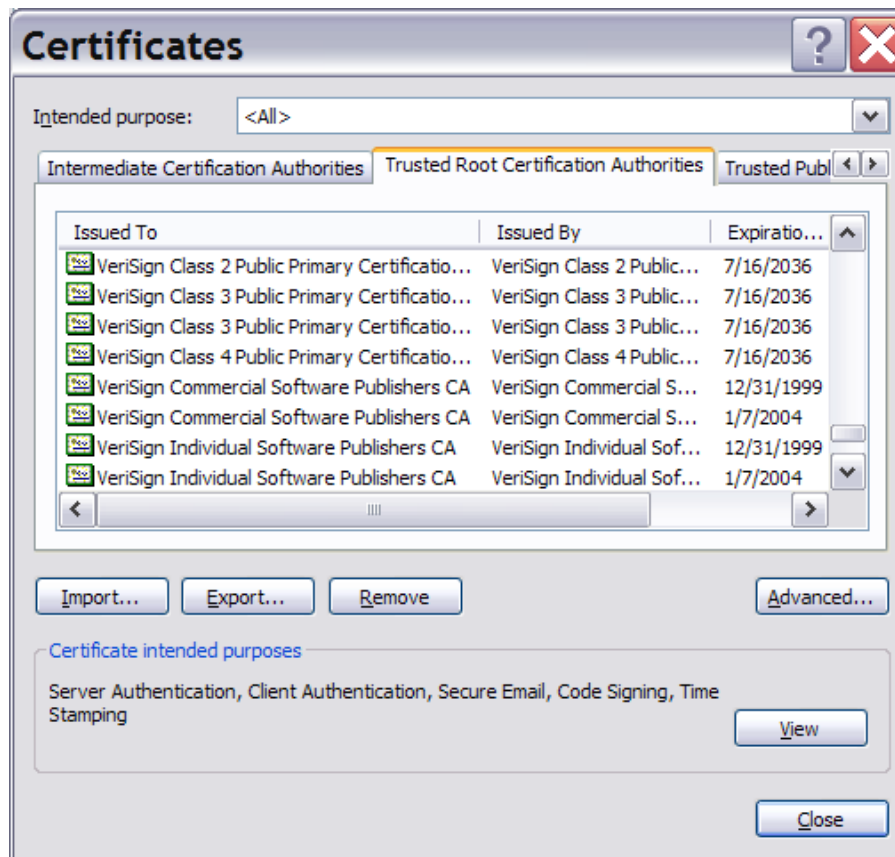 Certificates
Intended purpose: <All>
Intermediate Certification Authorities Trusted Root Certification Authorities Trusted Publ
Issued To Issued By Expiratio...
VeriSign Class 2 Public Primary Certificatio... VeriSign Class 2 Public... 7/16/2036
VeriSign Class 3 Public Primary Certificatio... VeriSign Class 3 Public... 7/16/2036
VeriSign Class 3 Public Primary Certificatio... VeriSign Class 3 Public... 7/16/2036
VeriSign Class 4 Public Primary Certificatio... VeriSign Class 4 Public... 7/16/2036
VeriSign Commercial Software Publishers CA VeriSign Commercial S... 12/31/1999
VeriSign Commercial Software Publishers CA VeriSign Commercial S... 1/7/2004
VeriSign Individual Software Publishers CA VeriSign Individual Sof... 12/31/1999
VeriSign Individual Software Publishers CA VeriSign Individual Sof... 1/7/2004
Import... Export... Remove Advanced...
Certificate intended purposes
Server Authentication, Client Authentication, Secure Email, Code Signing, Time
Stamping
View
Close